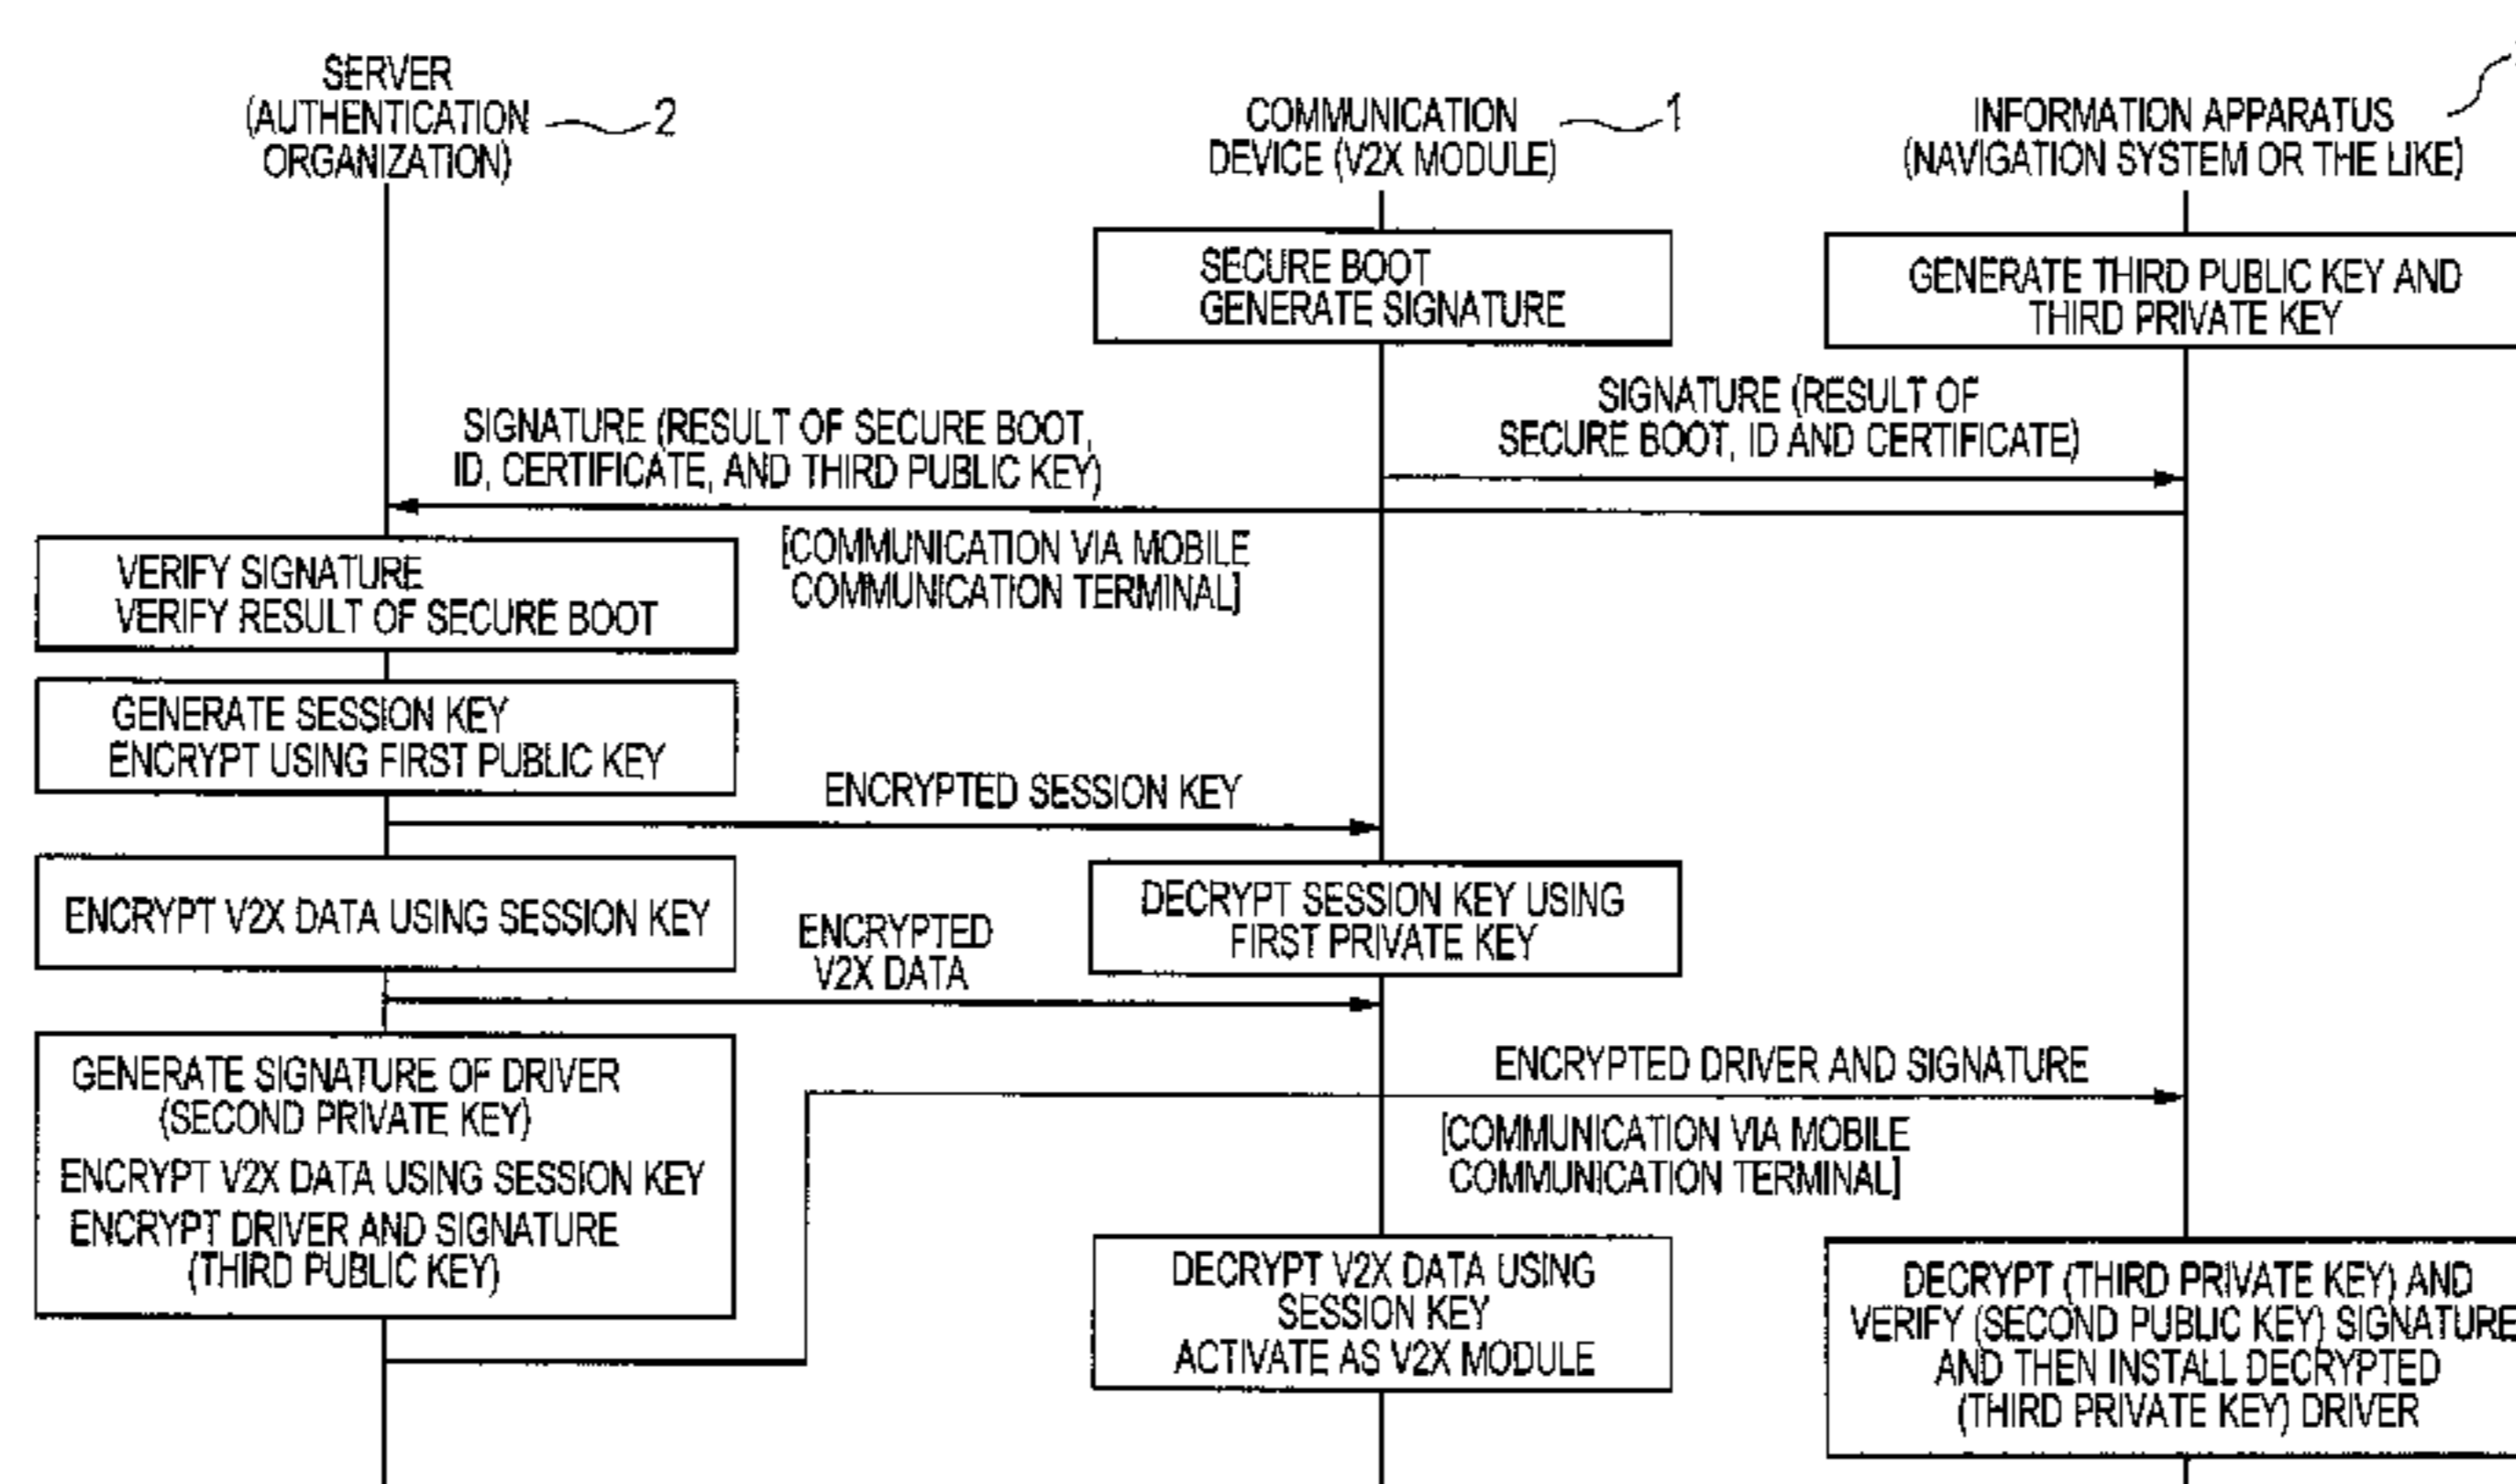 SERVER
(AUTHENTICATION
ORGANIZATION)
2
COMMUNICATION
DEVICE (V2X MODULE)
1
INFORMATION APPARATUS
(NAVIGATION SYSTEM OR THE LIKE)
SECURE BOOT
GENERATE SIGNATURE
GENERATE THIRD PUBLIC KEY AND
THIRD PRIVATE KEY
SIGNATURE (RESULT OF
SECURE BOOT, ID AND CERTIFICATE)
SIGNATURE (RESULT OF SECURE BOOT,
ID, CERTIFICATE, AND THIRD PUBLIC KEY)
[COMMUNICATION VIA MOBILE
COMMUNICATION TERMINAL]
VERIFY SIGNATURE
VERIFY RESULT OF SECURE BOOT
GENERATE SESSION KEY
ENCRYPT USING FIRST PUBLIC KEY
ENCRYPTED SESSION KEY
ENCRYPT V2X DATA USING SESSION KEY
DECRYPT SESSION KEY USING
FIRST PRIVATE KEY
ENCRYPTED
V2X DATA
GENERATE SIGNATURE OF DRIVER
(SECOND PRIVATE KEY)
ENCRYPT V2X DATA USING SESSION KEY
ENCRYPT DRIVER AND SIGNATURE
(THIRD PUBLIC KEY)
ENCRYPTED DRIVER AND SIGNATURE
[COMMUNICATION VIA MOBILE
COMMUNICATION TERMINAL]
DECRYPT V2X DATA USING
SESSION KEY
ACTIVATE AS V2X MODULE
DECRYPT (THIRD PRIVATE KEY) AND
VERIFY (SECOND PUBLIC KEY) SIGNATURE
AND THEN INSTALL DECRYPTED
(THIRD PRIVATE KEY) DRIVER